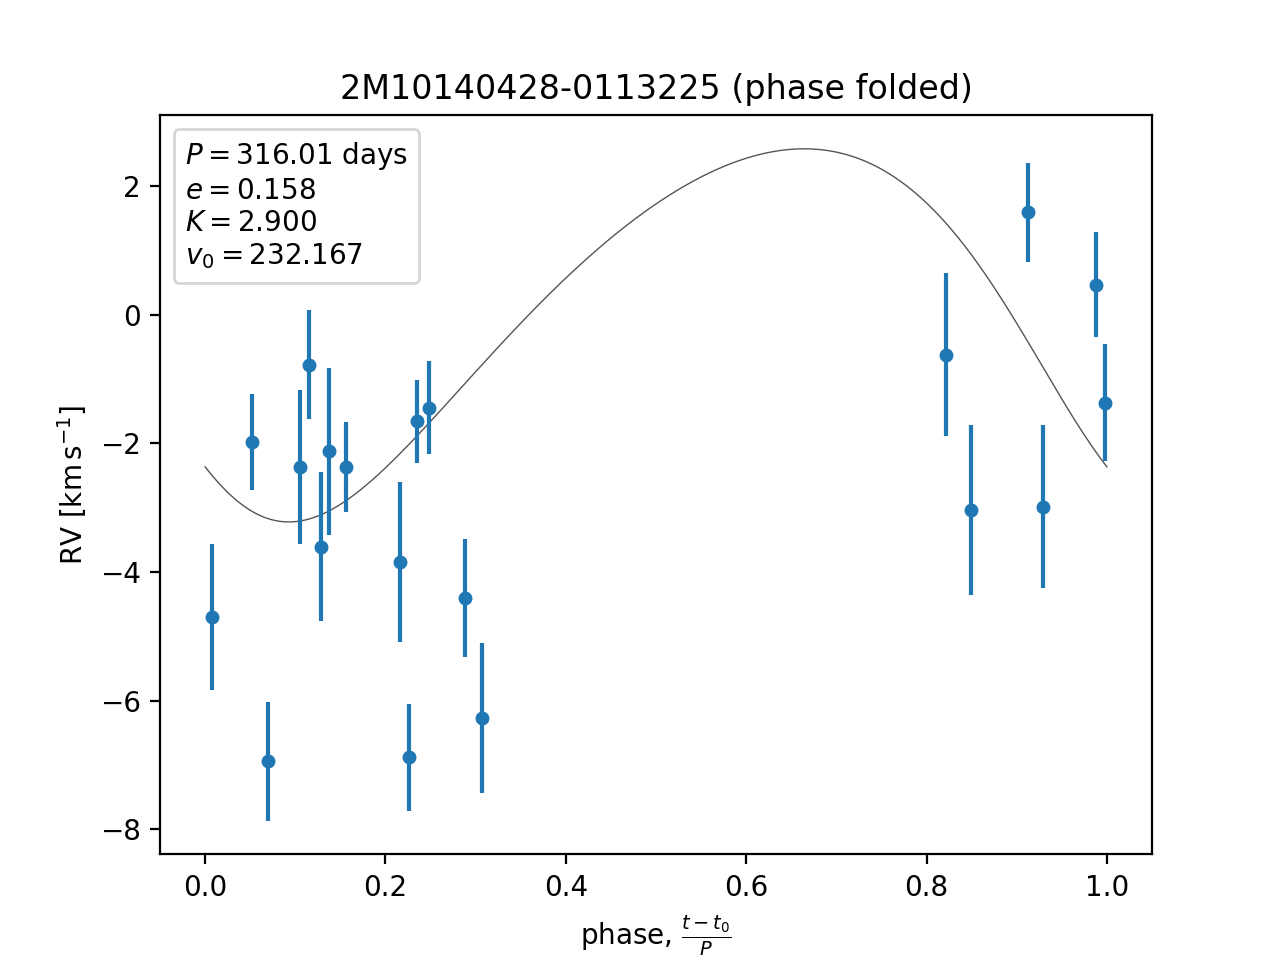 2M10140428-0113225 (phase folded)
P = 316.01 days
e = 0.158
K = 2.900
v₀ = 232.167
RV [km s⁻¹]
2
0
−2
−4
−6
−8
0.0 0.2 0.4 0.6 0.8 1.0
phase, (t − t₀)/P